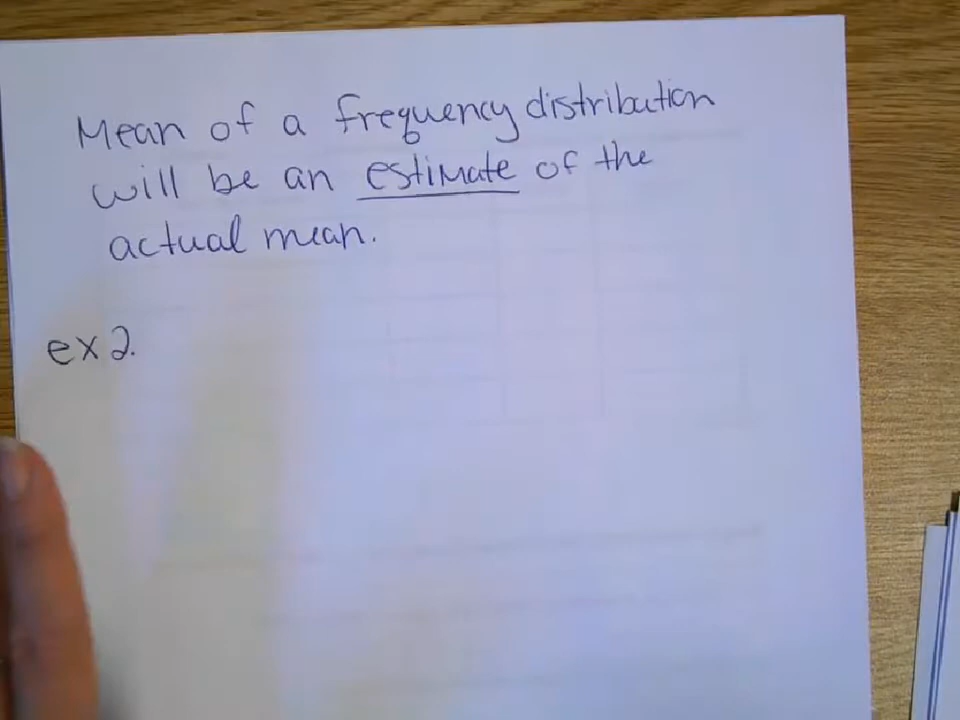 Mean of a frequency distribution
will be an estimate of the
actual mean.
ex 2.